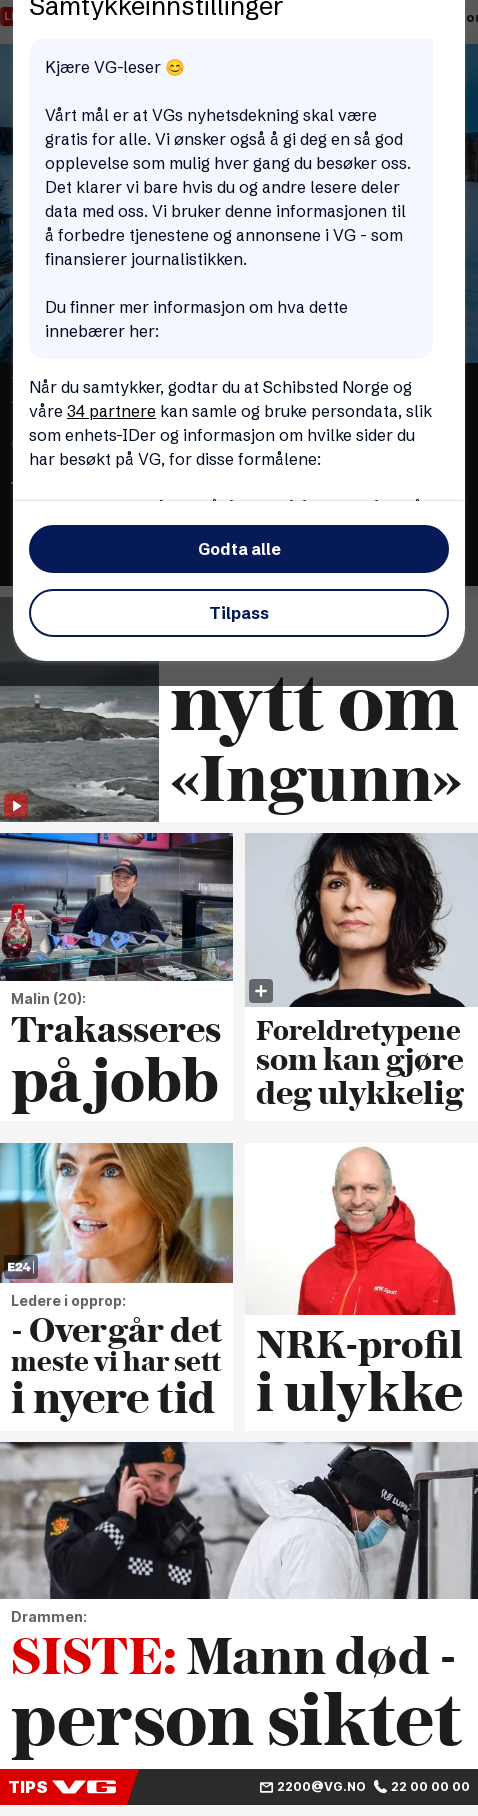 Samtykkeinnstillinger
Kjære VG-leser 😊
Vårt mål er at VGs nyhetsdekning skal være
gratis for alle. Vi ønsker også å gi deg en så god
opplevelse som mulig hver gang du besøker oss.
Det klarer vi bare hvis du og andre lesere deler
data med oss. Vi bruker denne informasjonen til
å forbedre tjenestene og annonsene i VG - som
finansierer journalistikken.
Du finner mer informasjon om hva dette
innebærer her:
Når du samtykker, godtar du at Schibsted Norge og
våre 34 partnere kan samle og bruke persondata, slik
som enhets-IDer og informasjon om hvilke sider du
har besøkt på VG, for disse formålene:
Godta alle
Tilpass
nytt om
«Ingunn»
Malin (20):
Trakasseres
på jobb
Foreldretypene
som kan gjøre
deg ulykkelig
E24
Ledere i opprop:
- Overgår det
meste vi har sett
i nyere tid
NRK Sport
NRK-profil
i ulykke
Drammen:
SISTE: Mann død -
person siktet
TIPS VG 2200@VG.NO 22 00 00 00